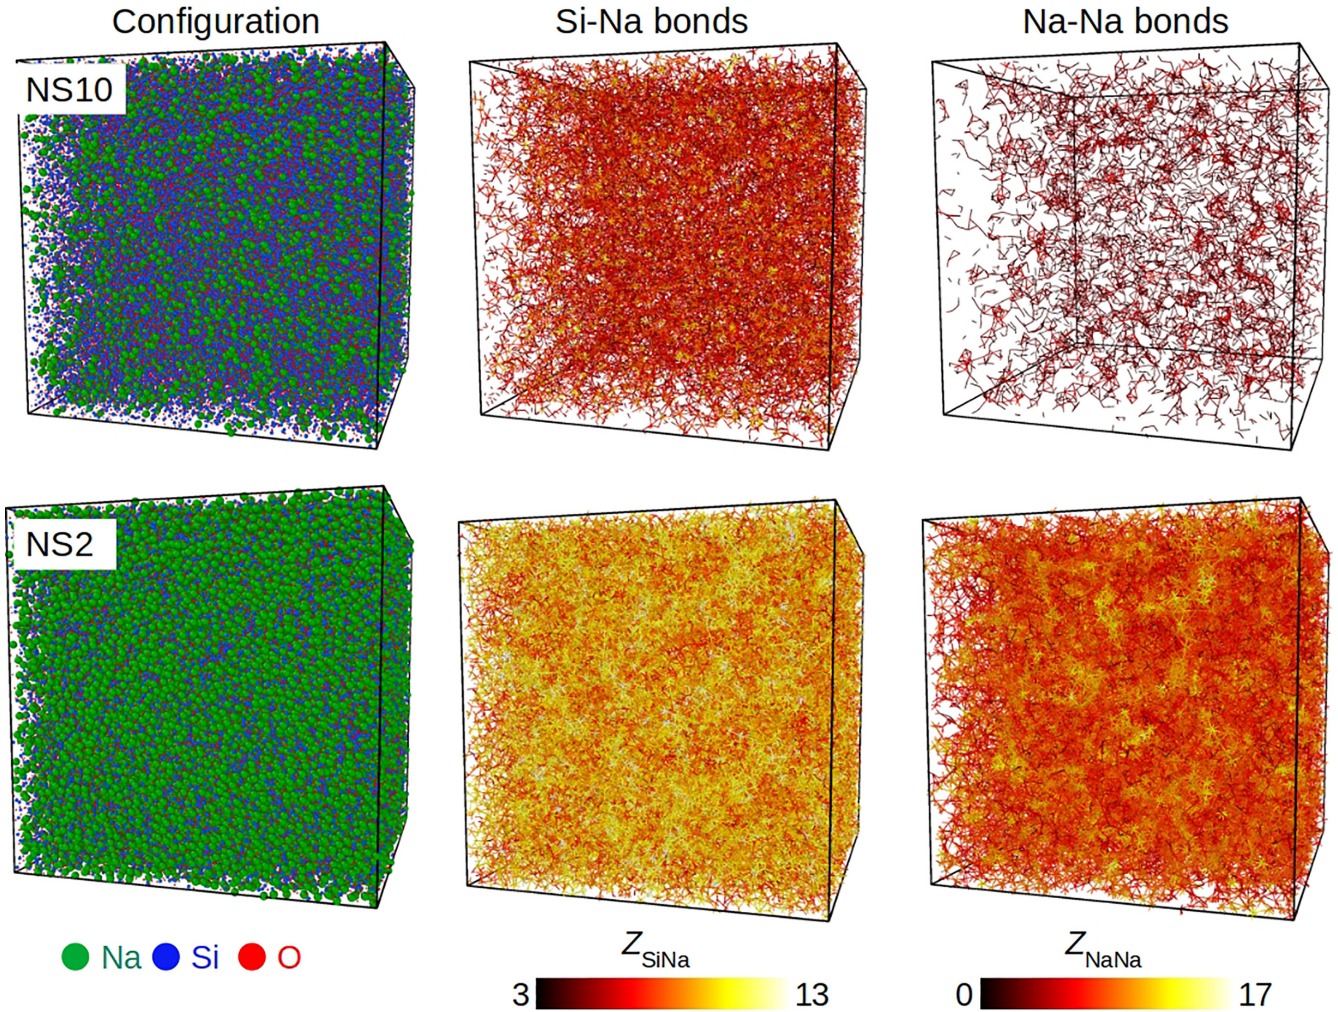 Configuration
Si-Na bonds
Na-Na bonds
NS10
NS2
Na Si O
ZSiNa
3 13
ZNaNa
0 17